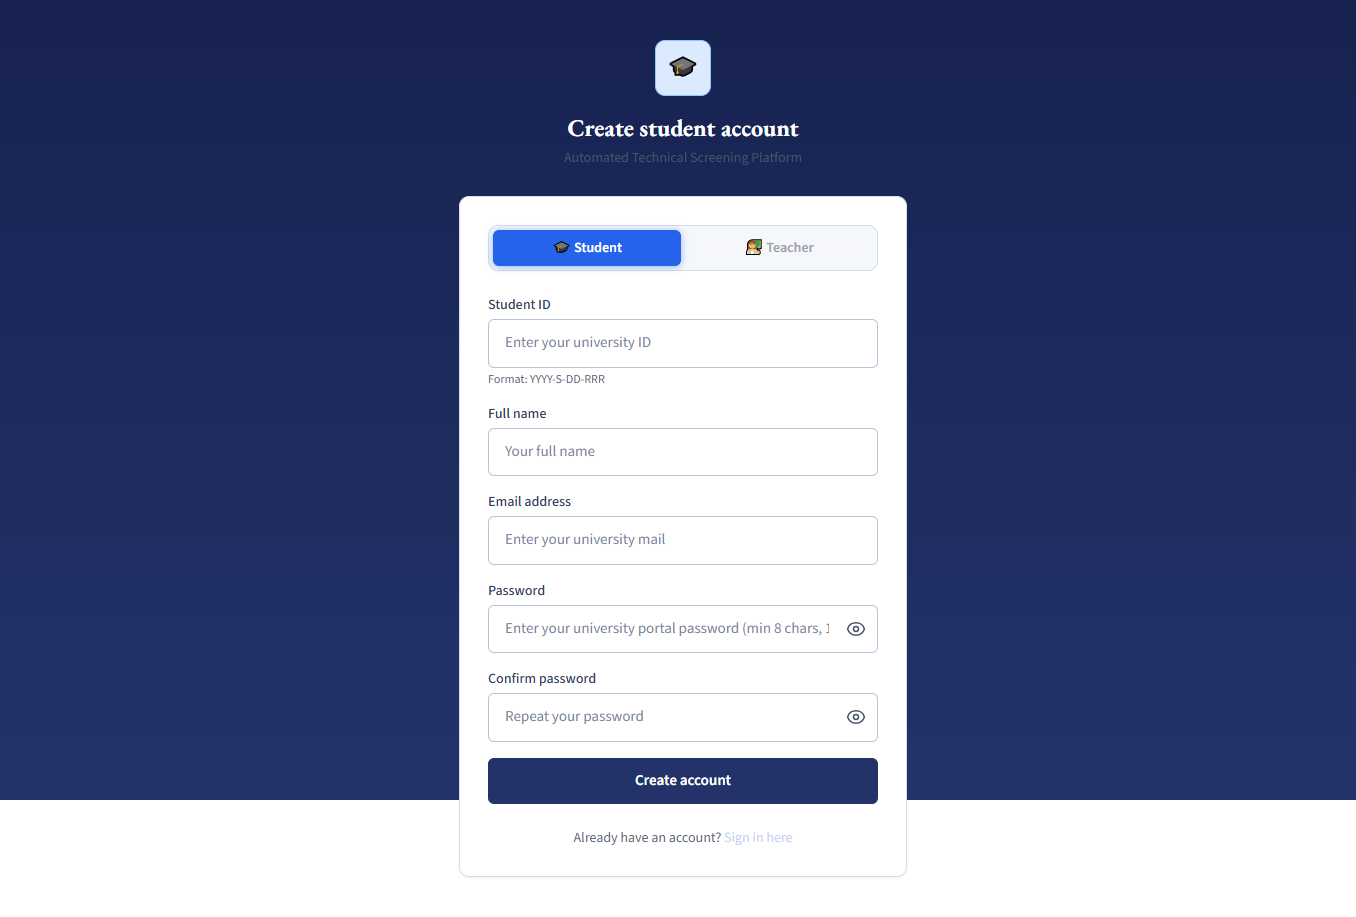 Create student account
Automated Technical Screening Platform
Student
Teacher
Student ID
Enter your university ID
Format: YYYY-S-DD-RRR
Full name
Your full name
Email address
Enter your university mail
Password
Enter your university portal password (min 8 chars, 1
Confirm password
Repeat your password
Create account
Already have an account? Sign in here